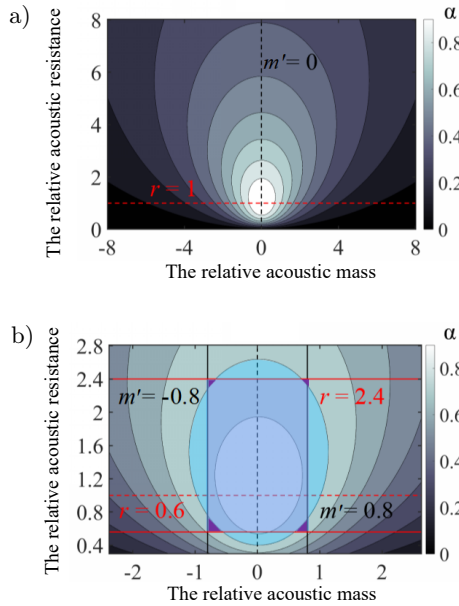 a)
α
The relative acoustic resistance
8
6
4
2
0
m'= 0
r = 1
-8
-4
0
4
8
The relative acoustic mass
0.8
0.6
0.4
0.2
0
b)
α
The relative acoustic resistance
2.8
2.4
2
1.6
1.2
0.8
0.4
m'= -0.8
r = 2.4
r = 0.6
m'= 0.8
-2
-1
0
1
2
The relative acoustic mass
0.8
0.6
0.4
0.2
0